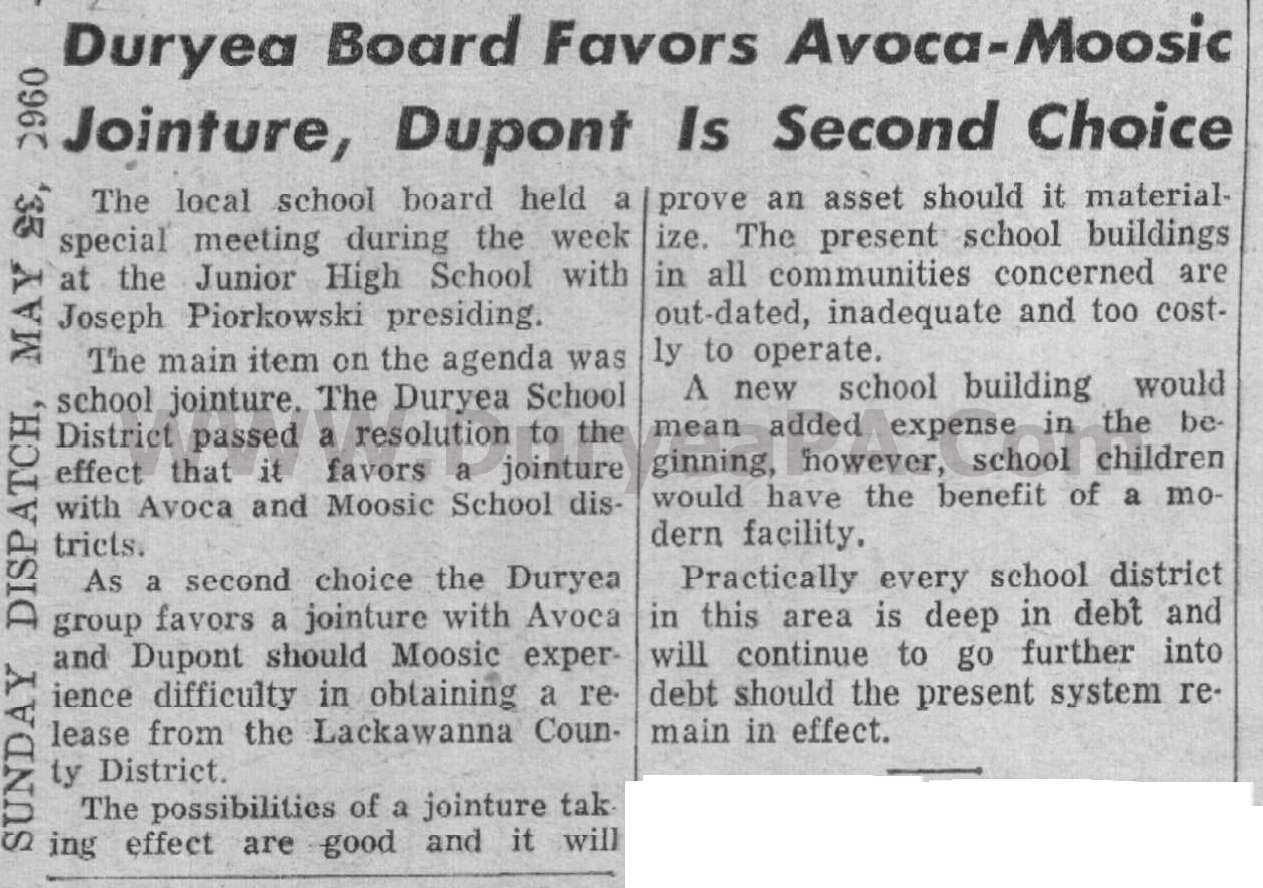 Duryea Board Favors Avoca-Moosic
Jointure, Dupont Is Second Choice
The local school board held a
special meeting during the week
at the Junior High School with
Joseph Piorkowski presiding.
The main item on the agenda was
school jointure. The Duryea School
District passed a resolution to the
effect that it favors a jointure
with Avoca and Moosic School dis-
tricts.
As a second choice the Duryea
group favors a jointure with Avoca
and Dupont should Moosic exper-
ience difficulty in obtaining a re-
lease from the Lackawanna Coun-
ty District.
The possibilities of a jointure tak-
ing effect are good and it will
prove an asset should it material-
ize. The present school buildings
in all communities concerned are
out-dated, inadequate and too cost-
ly to operate.
A new school building would
mean added expense in the be-
ginning, however, school children
would have the benefit of a mo-
dern facility.
Practically every school district
in this area is deep in debt and
will continue to go further into
debt should the present system re-
main in effect.
SUNDAY DISPATCH, MAY
www.DuryeaPA.Com